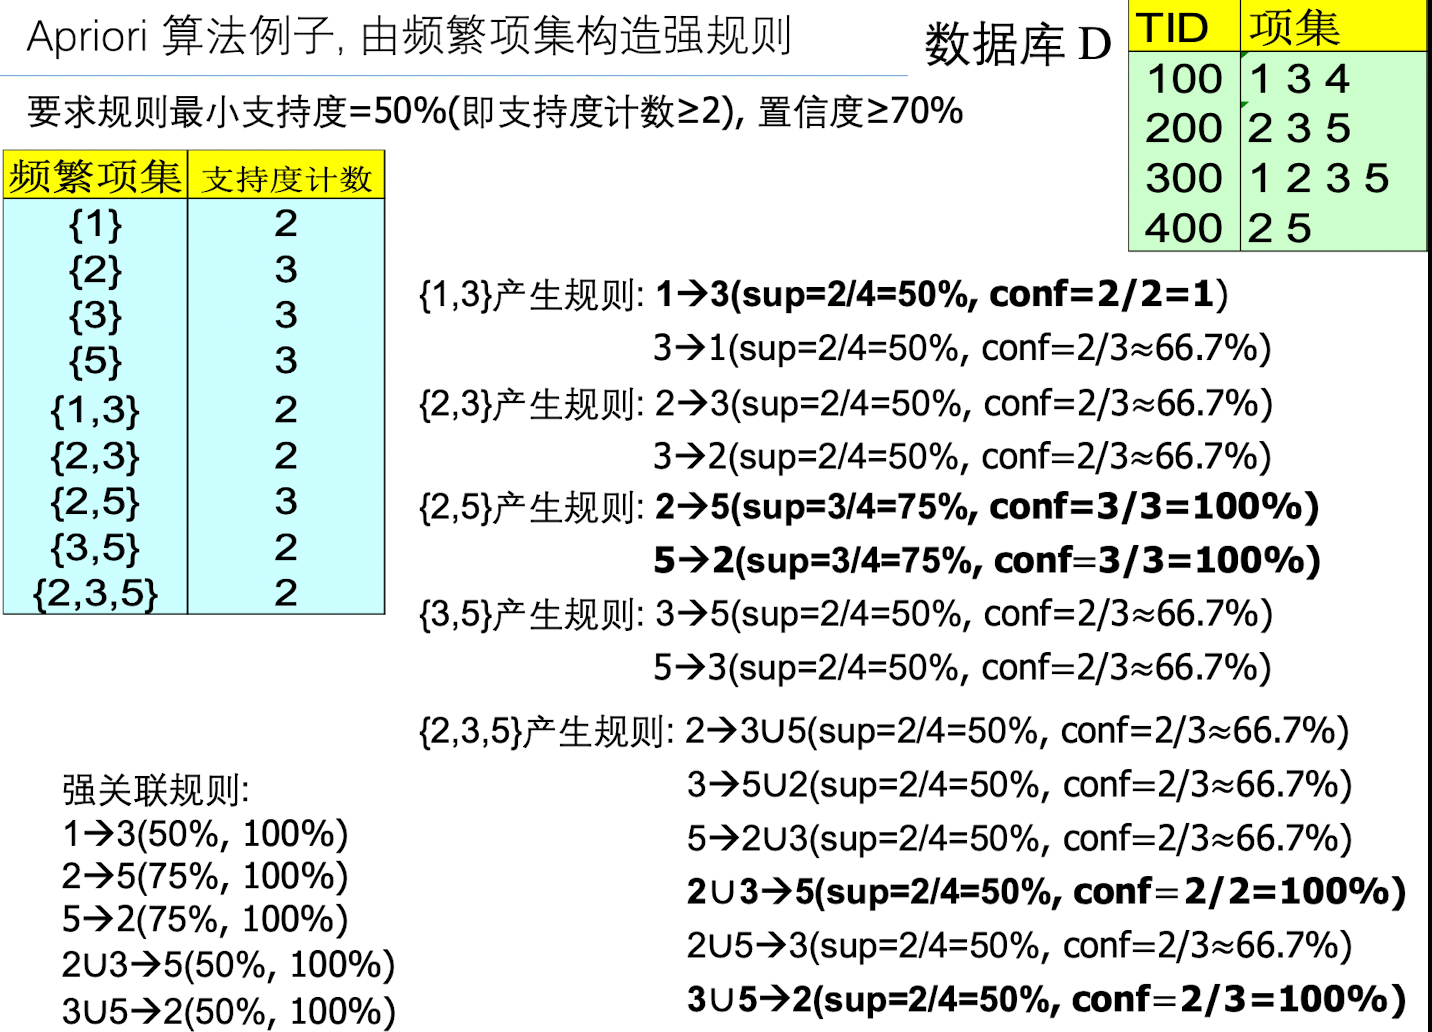 Apriori 算法例子, 由频繁项集构造强规则
数据库 D
TID 项集
100 1 3 4
200 2 3 5
300 1 2 3 5
400 2 5
要求规则最小支持度=50%(即支持度计数≥2), 置信度≥70%
频繁项集 支持度计数
{1} 2
{2} 3
{3} 3
{5} 3
{1,3} 2
{2,3} 2
{2,5} 3
{3,5} 2
{2,3,5} 2
{1,3}产生规则: 1→3(sup=2/4=50%, conf=2/2=1)
3→1(sup=2/4=50%, conf=2/3≈66.7%)
{2,3}产生规则: 2→3(sup=2/4=50%, conf=2/3≈66.7%)
3→2(sup=2/4=50%, conf=2/3≈66.7%)
{2,5}产生规则: 2→5(sup=3/4=75%, conf=3/3=100%)
5→2(sup=3/4=75%, conf=3/3=100%)
{3,5}产生规则: 3→5(sup=2/4=50%, conf=2/3≈66.7%)
5→3(sup=2/4=50%, conf=2/3≈66.7%)
{2,3,5}产生规则: 2→3∪5(sup=2/4=50%, conf=2/3≈66.7%)
3→5∪2(sup=2/4=50%, conf=2/3≈66.7%)
5→2∪3(sup=2/4=50%, conf=2/3≈66.7%)
2∪3→5(sup=2/4=50%, conf=2/2=100%)
2∪5→3(sup=2/4=50%, conf=2/3≈66.7%)
3∪5→2(sup=2/4=50%, conf=2/3=100%)
强关联规则:
1→3(50%, 100%)
2→5(75%, 100%)
5→2(75%, 100%)
2∪3→5(50%, 100%)
3∪5→2(50%, 100%)